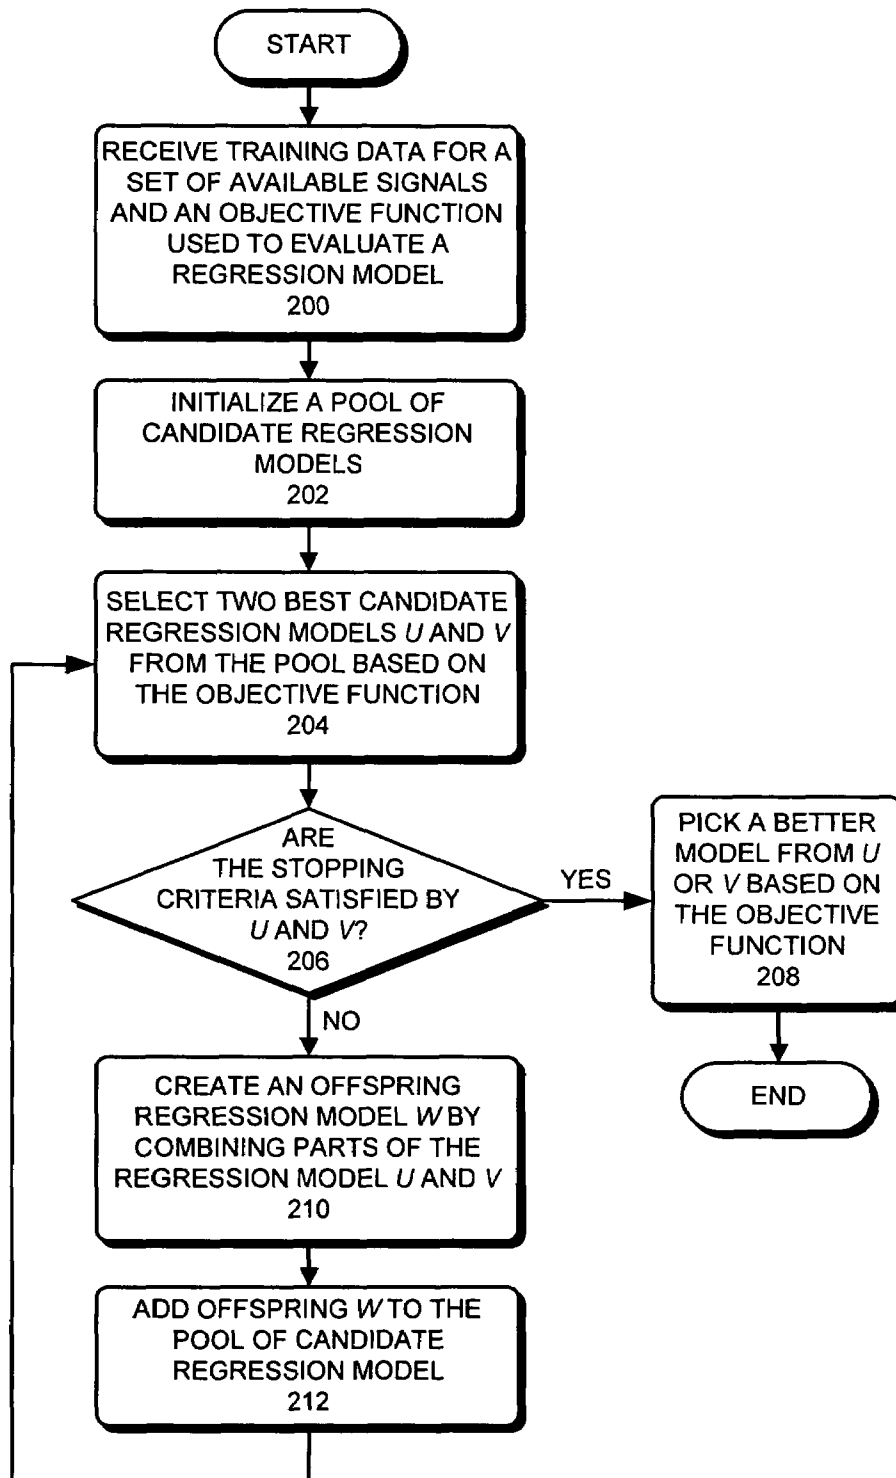 START
RECEIVE TRAINING DATA FOR A
SET OF AVAILABLE SIGNALS
AND AN OBJECTIVE FUNCTION
USED TO EVALUATE A
REGRESSION MODEL
200
INITIALIZE A POOL OF
CANDIDATE REGRESSION
MODELS
202
SELECT TWO BEST CANDIDATE
REGRESSION MODELS U AND V
FROM THE POOL BASED ON
THE OBJECTIVE FUNCTION
204
ARE
THE STOPPING
CRITERIA SATISFIED BY
U AND V?
206
YES
PICK A BETTER
MODEL FROM U
OR V BASED ON
THE OBJECTIVE
FUNCTION
208
END
NO
CREATE AN OFFSPRING
REGRESSION MODEL W BY
COMBINING PARTS OF THE
REGRESSION MODEL U AND V
210
ADD OFFSPRING W TO THE
POOL OF CANDIDATE
REGRESSION MODEL
212